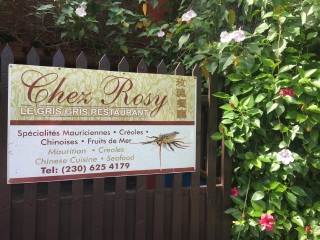 Chez Rosy
LE GRIS GRIS RESTAURANT
Spécialités Mauriciennes • Créoles •
Chinoises • Fruits de Mer
Mauritian • Creoles
Chinese Cuisine • Seafood
Tel: (230) 625 4179